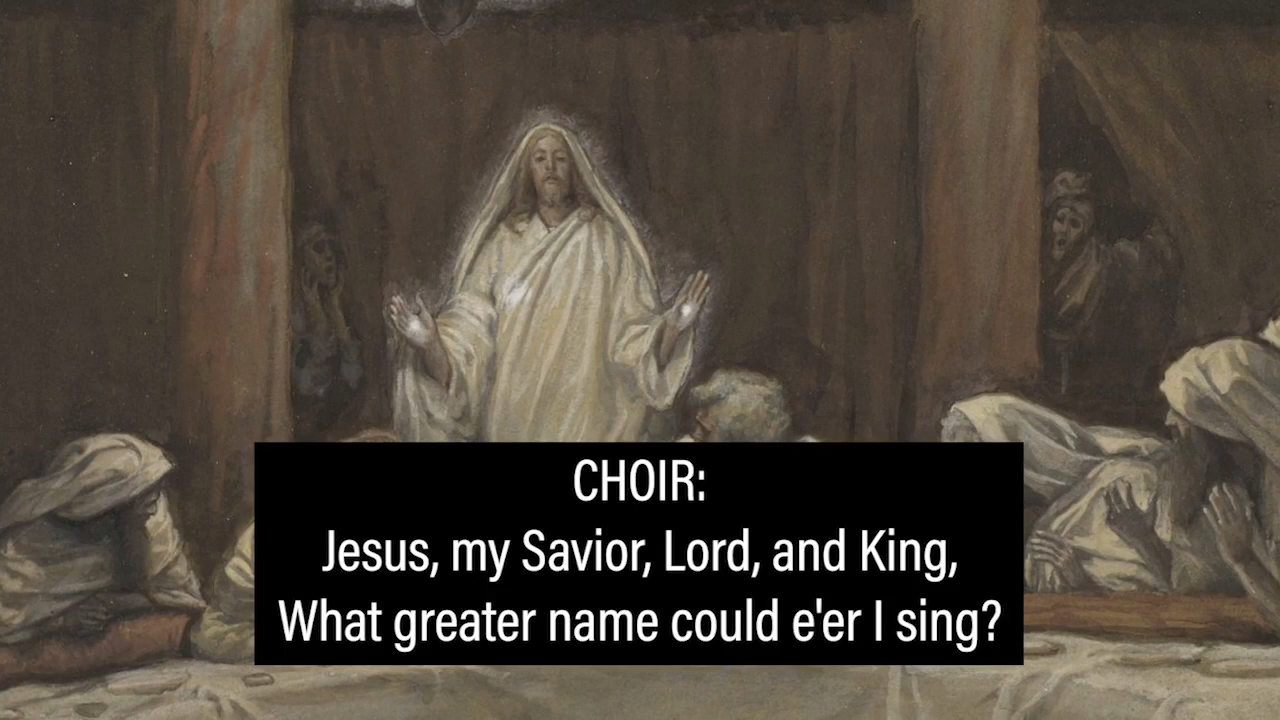 CHOIR:
Jesus, my Savior, Lord, and King,
What greater name could e'er I sing?